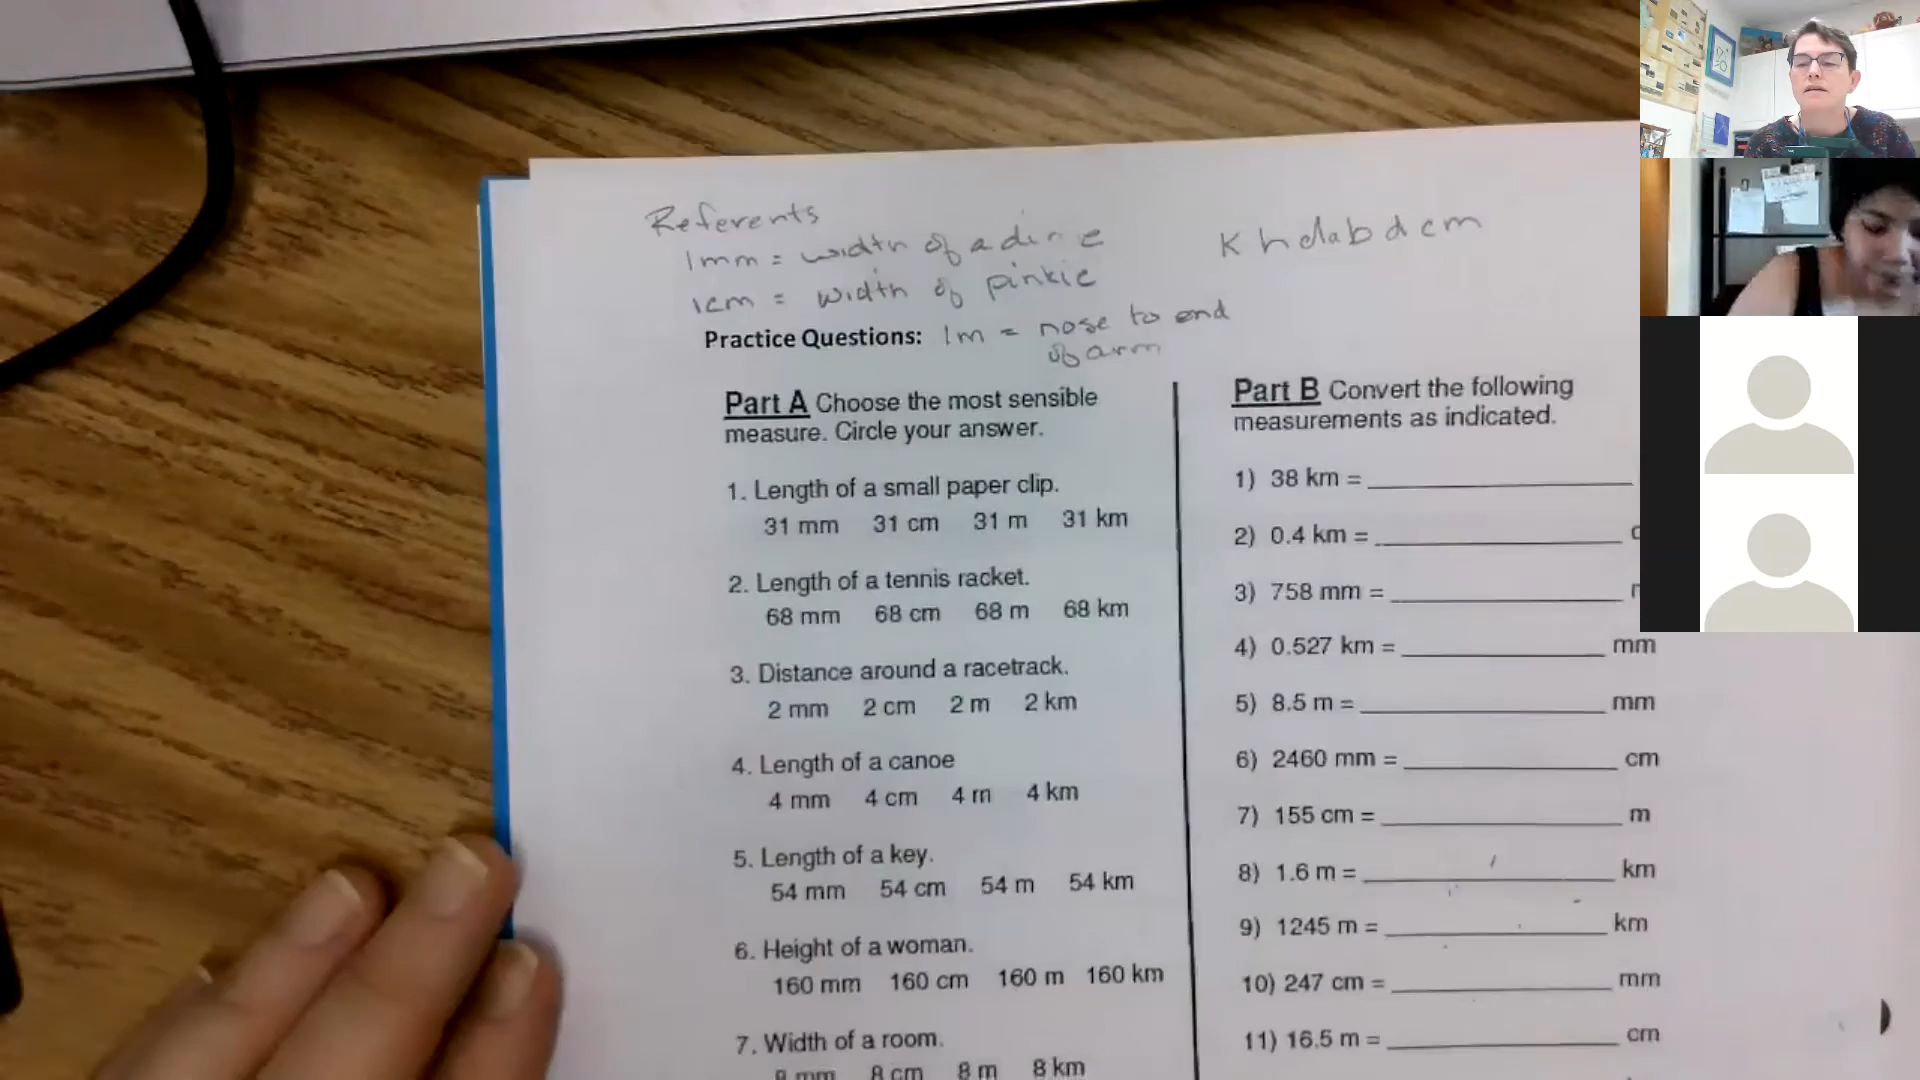 Referents
1mm = width of a dime
1cm = width of pinkie
K h da b d c m
Practice Questions: 1m = nose to end
of arm
Part A Choose the most sensible
measure. Circle your answer.
1. Length of a small paper clip.
31 mm 31 cm 31 m 31 km
2. Length of a tennis racket.
68 mm 68 cm 68 m 68 km
3. Distance around a racetrack.
2 mm 2 cm 2 m 2 km
4. Length of a canoe
4 mm 4 cm 4 m 4 km
5. Length of a key.
54 mm 54 cm 54 m 54 km
6. Height of a woman.
160 mm 160 cm 160 m 160 km
7. Width of a room.
8 mm 8 cm 8 m 8 km
Part B Convert the following
measurements as indicated.
1) 38 km =
2) 0.4 km =
3) 758 mm =
4) 0.527 km = mm
5) 8.5 m = mm
6) 2460 mm = cm
7) 155 cm = m
8) 1.6 m = km
9) 1245 m = km
10) 247 cm = mm
11) 16.5 m = cm